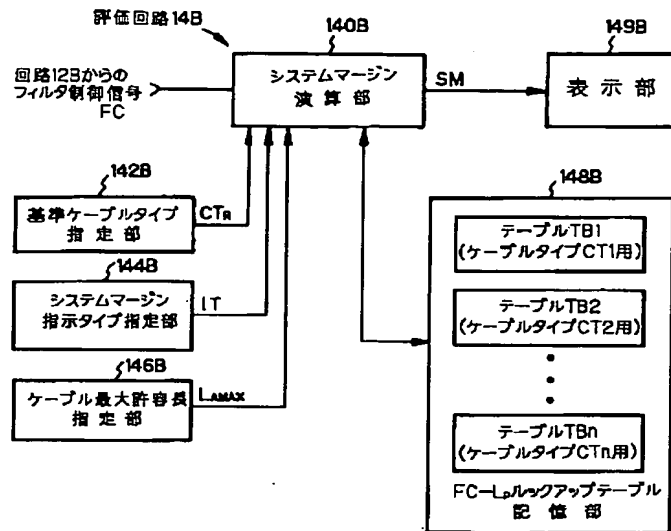 評価回路14B
140B
149B
回路12Bからの
フィルタ制御信号
FC
システムマージン
演算部
SM
表示部
142B
148B
基準ケーブルタイプ
指定部
CTR
144B
システムマージン
指示タイプ指定部
IT
146B
ケーブル最大許容長
指定部
LAMAX
テーブルTB1
(ケーブルタイプCT1用)
テーブルTB2
(ケーブルタイプCT2用)
テーブルTBn
(ケーブルタイプCTn用)
FC-Lpルックアップテーブル
記憶部